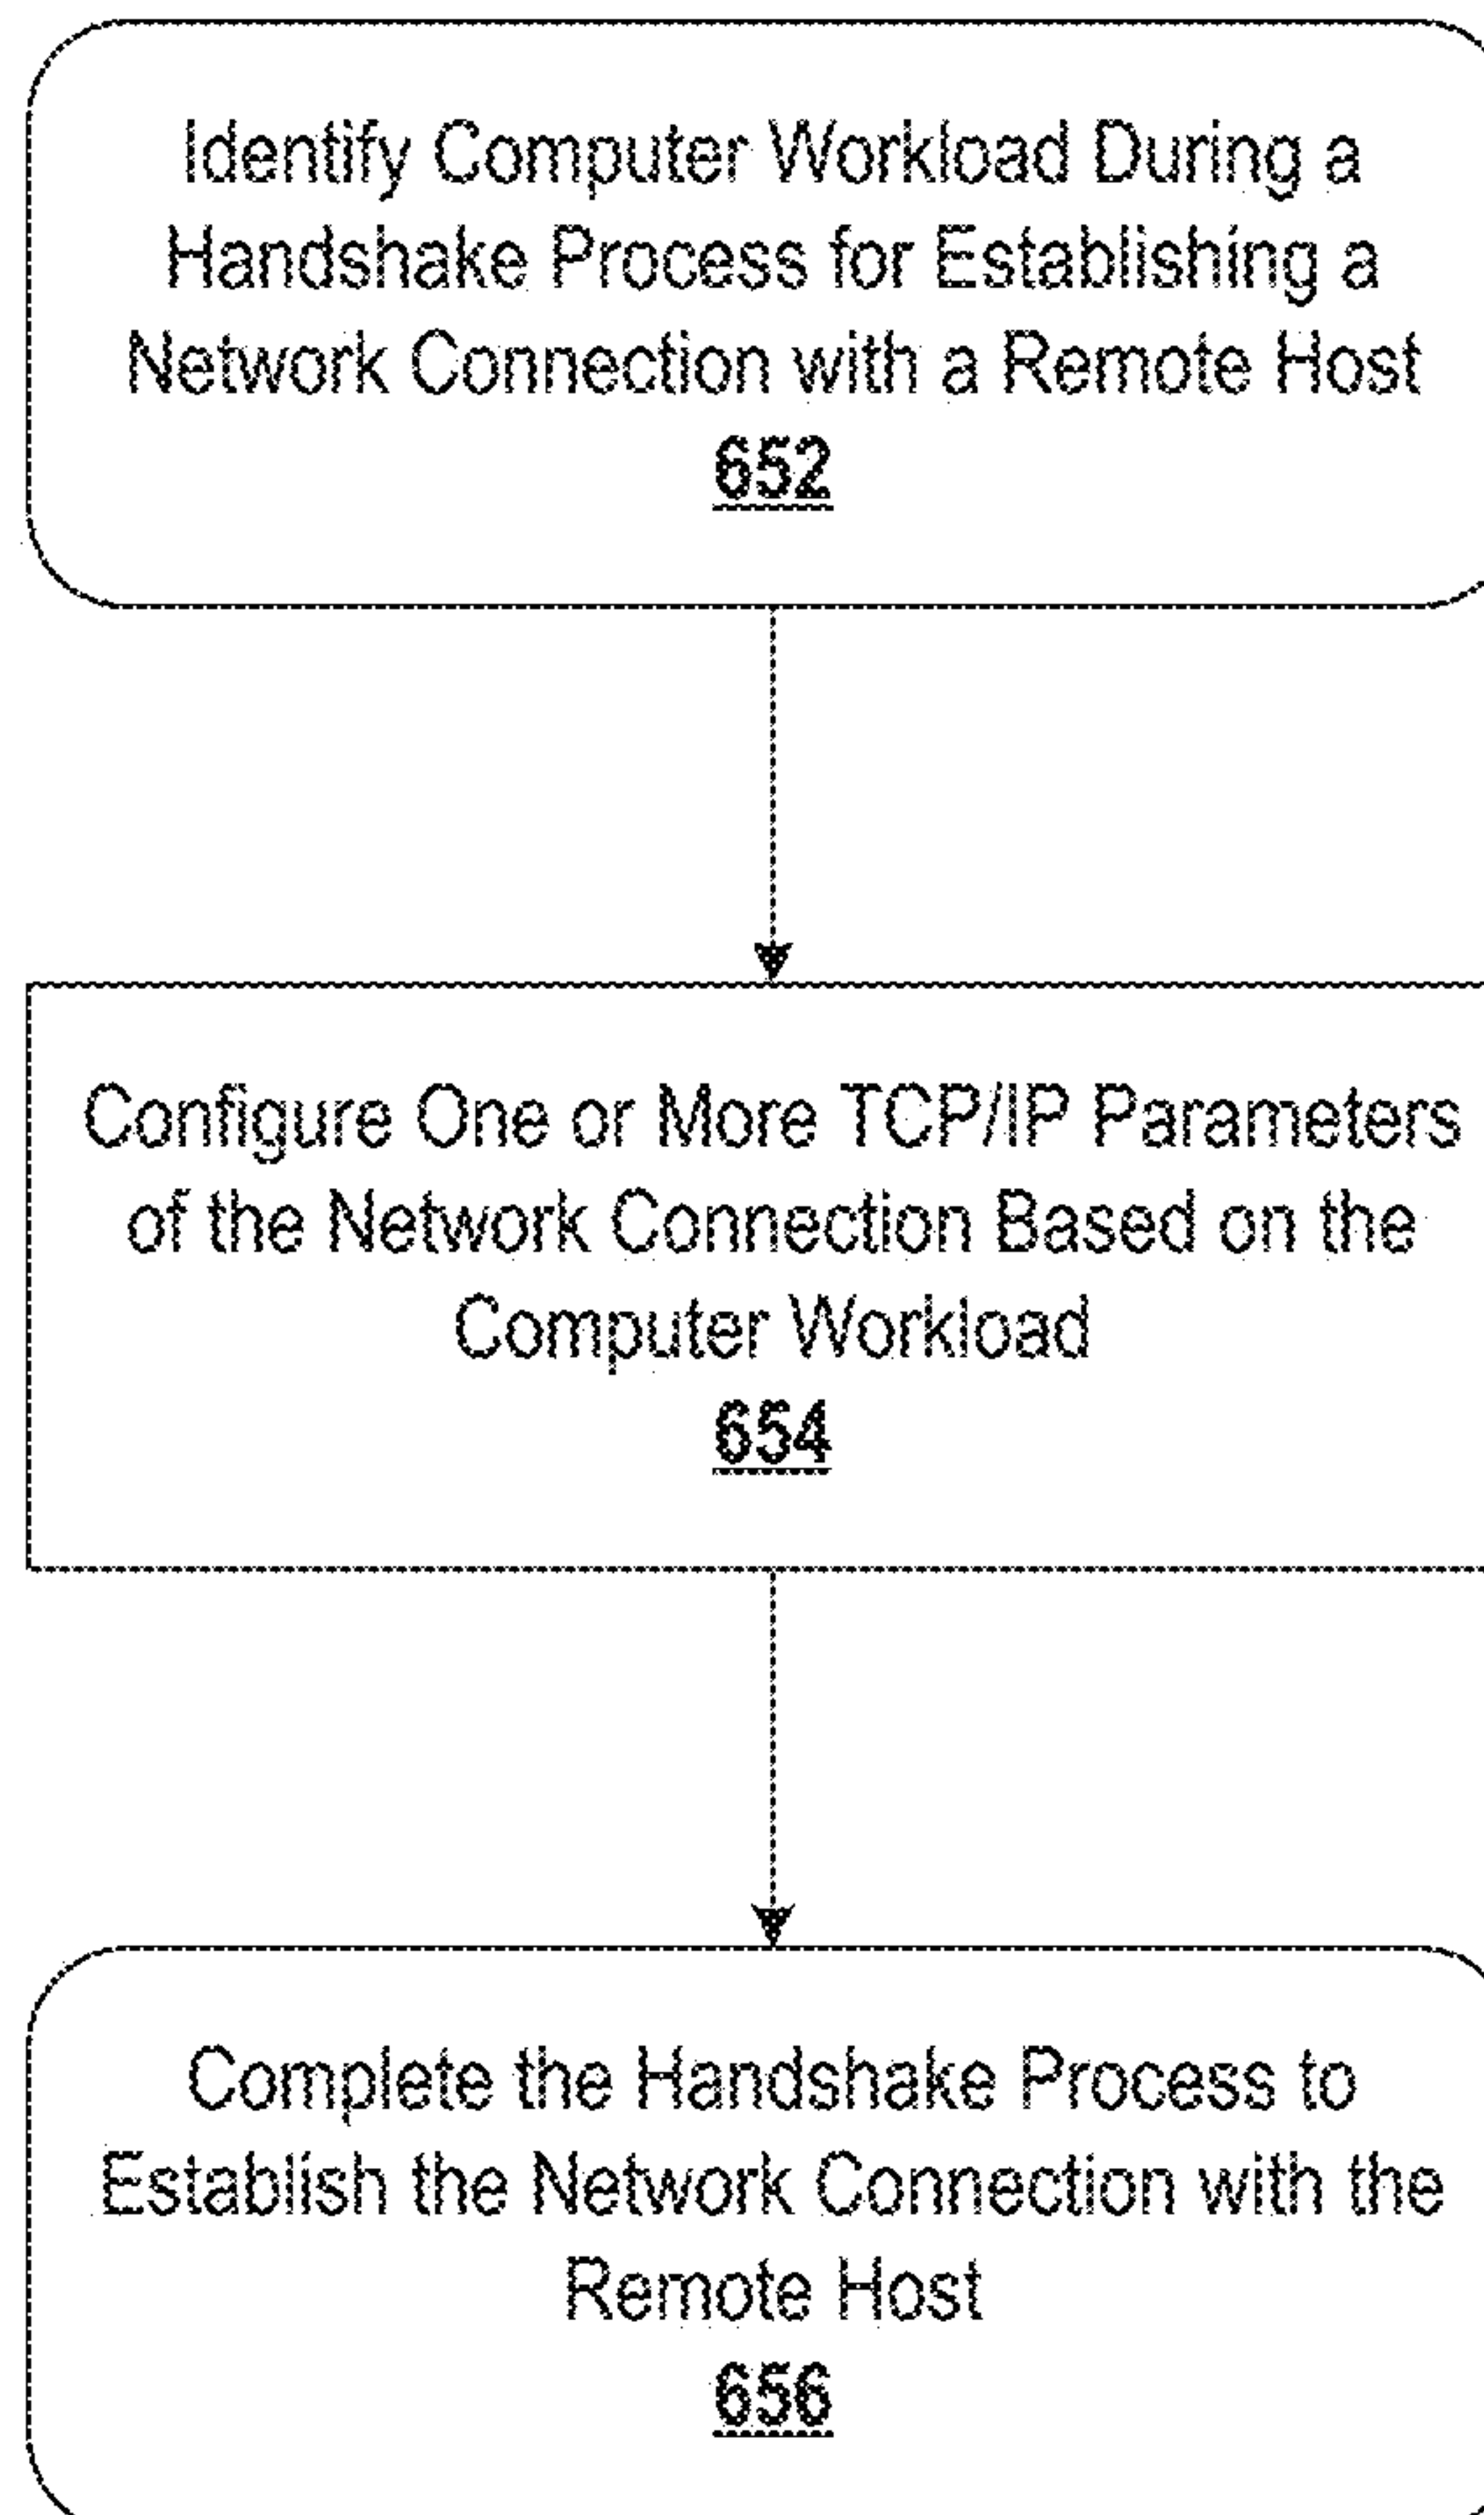 Identify Computer Workload During a
Handshake Process for Establishing a
Network Connection with a Remote Host
652
Configure One or More TCP/IP Parameters
of the Network Connection Based on the
Computer Workload
654
Complete the Handshake Process to
Establish the Network Connection with the
Remote Host
656